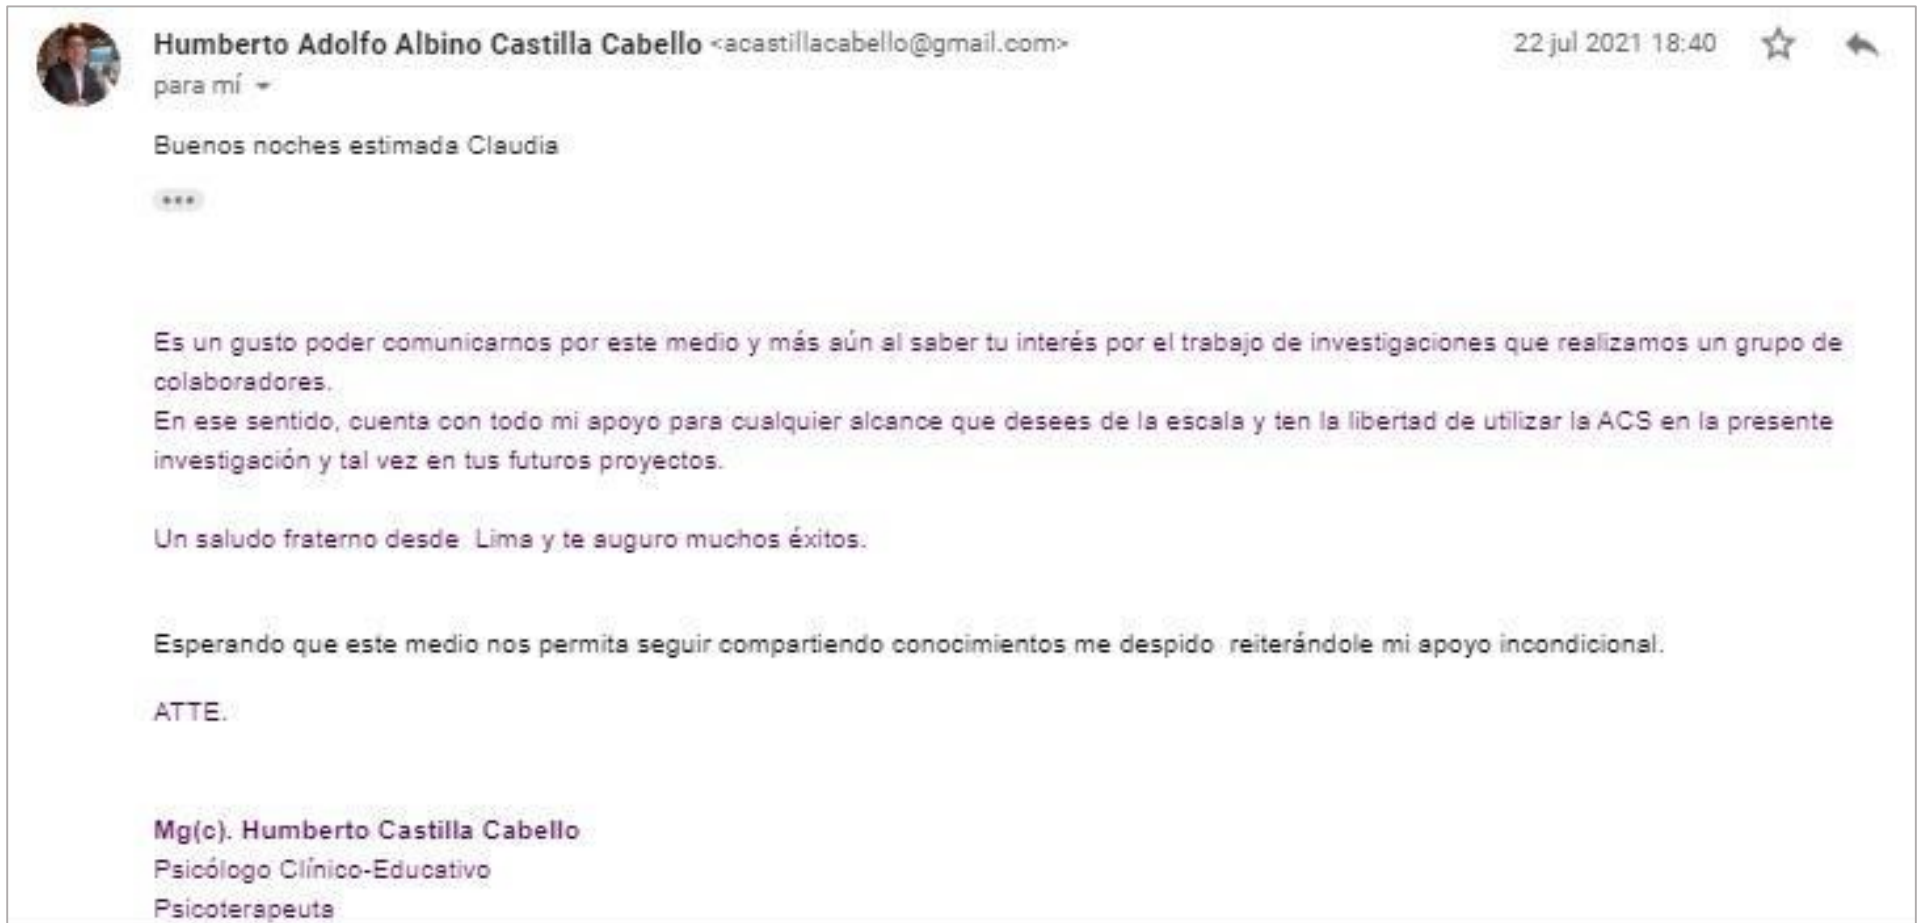 Humberto Adolfo Albino Castilla Cabello <acastillacabello@gmail.com> 22 jul 2021 18:40
para mí
Buenos noches estimada Claudia
Es un gusto poder comunicarnos por este medio y más aún al saber tu interés por el trabajo de investigaciones que realizamos un grupo de
colaboradores.
En ese sentido, cuenta con todo mi apoyo para cualquier alcance que desees de la escala y ten la libertad de utilizar la ACS en la presente
investigación y tal vez en tus futuros proyectos.
Un saludo fraterno desde  Lima y te auguro muchos éxitos.
Esperando que este medio nos permita seguir compartiendo conocimientos me despido  reiterándole mi apoyo incondicional.
ATTE.
Mg(c). Humberto Castilla Cabello
Psicólogo Clínico-Educativo
Psicoterapeuta